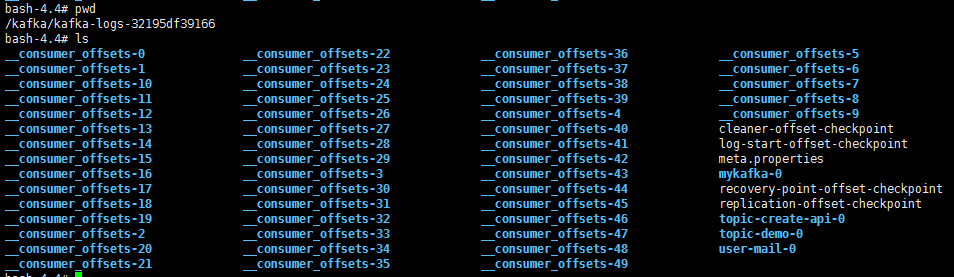 bash-4.4# pwd
/kafka/kafka-logs-32195df39166
bash-4.4# ls
__consumer_offsets-0 __consumer_offsets-22 __consumer_offsets-36 __consumer_offsets-5
__consumer_offsets-1 __consumer_offsets-23 __consumer_offsets-37 __consumer_offsets-6
__consumer_offsets-10 __consumer_offsets-24 __consumer_offsets-38 __consumer_offsets-7
__consumer_offsets-11 __consumer_offsets-25 __consumer_offsets-39 __consumer_offsets-8
__consumer_offsets-12 __consumer_offsets-26 __consumer_offsets-4 __consumer_offsets-9
__consumer_offsets-13 __consumer_offsets-27 __consumer_offsets-40 cleaner-offset-checkpoint
__consumer_offsets-14 __consumer_offsets-28 __consumer_offsets-41 log-start-offset-checkpoint
__consumer_offsets-15 __consumer_offsets-29 __consumer_offsets-42 meta.properties
__consumer_offsets-16 __consumer_offsets-3 __consumer_offsets-43 mykafka-0
__consumer_offsets-17 __consumer_offsets-30 __consumer_offsets-44 recovery-point-offset-checkpoint
__consumer_offsets-18 __consumer_offsets-31 __consumer_offsets-45 replication-offset-checkpoint
__consumer_offsets-19 __consumer_offsets-32 __consumer_offsets-46 topic-create-api-0
__consumer_offsets-2 __consumer_offsets-33 __consumer_offsets-47 topic-demo-0
__consumer_offsets-20 __consumer_offsets-34 __consumer_offsets-48 user-mail-0
__consumer_offsets-21 __consumer_offsets-35 __consumer_offsets-49
bash-4.4#